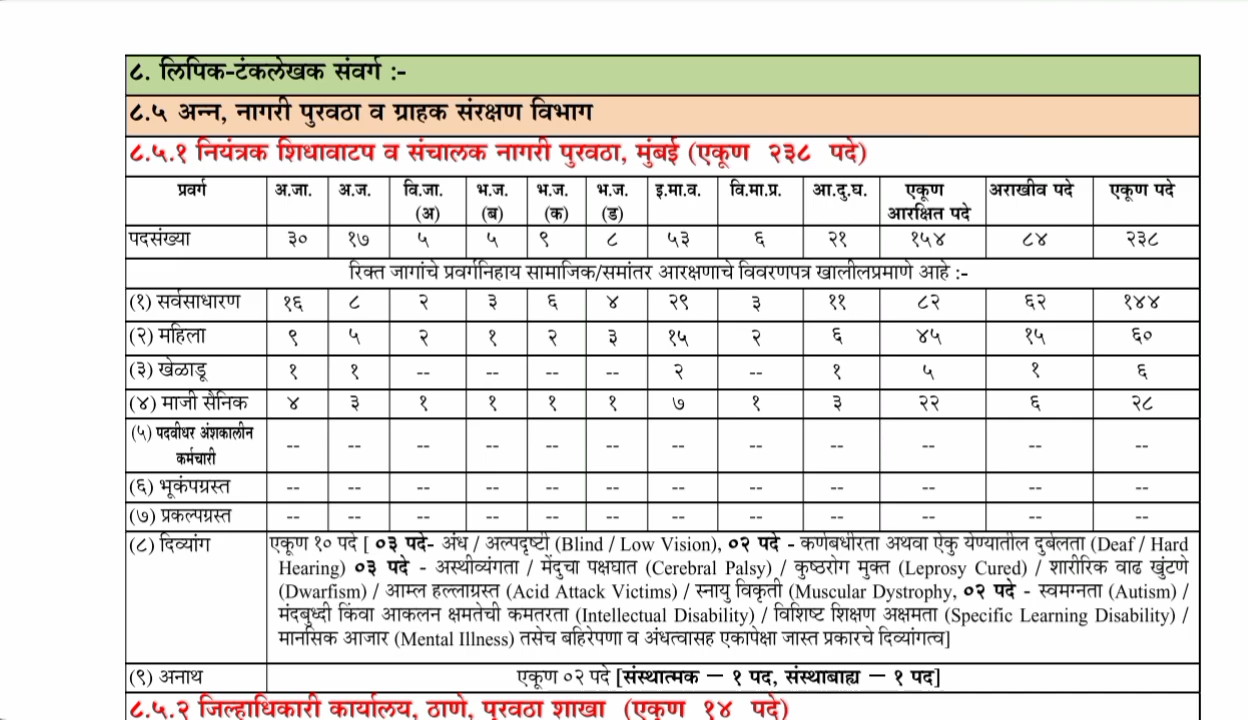 ८. लिपिक-टंकलेखक संवर्ग :-
८.५ अन्न, नागरी पुरवठा व ग्राहक संरक्षण विभाग
८.५.१ नियंत्रक शिधावाटप व संचालक नागरी पुरवठा, मुंबई (एकूण २३८ पदे)
प्रवर्ग अ.जा. अ.ज. वि.जा. (अ) भ.ज. (ब) भ.ज. (क) भ.ज. (ड) इ.मा.व. वि.मा.प्र. आ.दु.घ. एकूण आरक्षित पदे अराखीव पदे एकूण पदे
पदसंख्या ३० १७ ५ ५ ९ ८ ५३ ६ २१ १५४ ८४ २३८
रिक्त जागांचे प्रवर्गनिहाय सामाजिक/समांतर आरक्षणाचे विवरणपत्र खालीलप्रमाणे आहे :-
(१) सर्वसाधारण १६ ८ २ ३ ६ ४ २९ ३ ११ ८२ ६२ १४४
(२) महिला ९ ५ २ १ २ ३ १५ २ ६ ४५ १५ ६०
(३) खेळाडू १ १ -- -- -- -- २ -- १ ५ १ ६
(४) माजी सैनिक ४ ३ १ १ १ १ ७ १ ३ २२ ६ २८
(५) पदवीधर अंशकालीन
कर्मचारी -- -- -- -- -- -- -- -- -- -- -- --
(६) भूकंपग्रस्त -- -- -- -- -- -- -- -- -- -- -- --
(७) प्रकल्पग्रस्त -- -- -- -- -- -- -- -- -- -- -- --
(८) दिव्यांग एकूण १० पदे [ ०३ पदे- अंध / अल्पदृष्टी (Blind / Low Vision), ०२ पदे - कर्णबधीरता अथवा ऐकु येण्यातील दुर्बलता (Deaf / Hard
Hearing) ०३ पदे - अस्थीव्यंगता / मेंदुचा पक्षघात (Cerebral Palsy) / कुष्ठरोग मुक्त (Leprosy Cured) / शारीरिक वाढ खुंटणे
(Dwarfism) / आम्ल हल्लाग्रस्त (Acid Attack Victims) / स्नायु विकृती (Muscular Dystrophy, ०२ पदे - स्वमग्नता (Autism) /
मंदबुध्दी किंवा आकलन क्षमतेची कमतरता (Intellectual Disability) / विशिष्ट शिक्षण अक्षमता (Specific Learning Disability) /
मानसिक आजार (Mental Illness) तसेच बहिरेपणा व अंधत्वासह एकापेक्षा जास्त प्रकारचे दिव्यांगत्व]
(९) अनाथ एकूण ०२ पदे [संस्थात्मक – १ पद, संस्थाबाह्य – १ पद]
८.५.२ जिल्हाधिकारी कार्यालय, ठाणे, पुरवठा शाखा (एकूण १४ पदे)